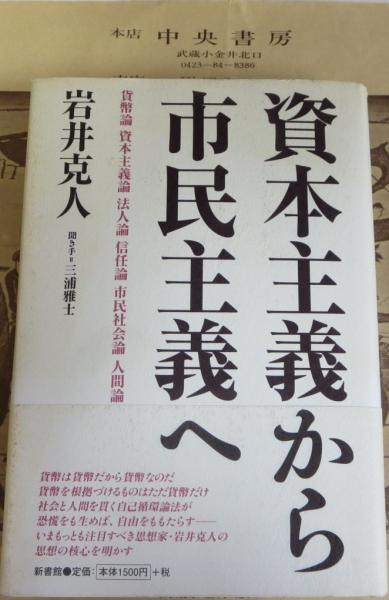 本店 中央書房
武蔵小金井北口
0423—84—8386
資本主義から
市民主義へ
貨幣論 資本主義論 法人論 信任論 市民社会論 人間論
岩井克人
聞き手=三浦雅士
貨幣は貨幣だから貨幣なのだ
貨幣を根拠づけるものはただ貨幣だけ
社会と人間を貫く自己循環論法が
恐慌をも生めば、自由をももたらす——
いまもっとも注目すべき思想家・岩井克人の
思想の核心を明かす
新書館●定価:本体1500円+税